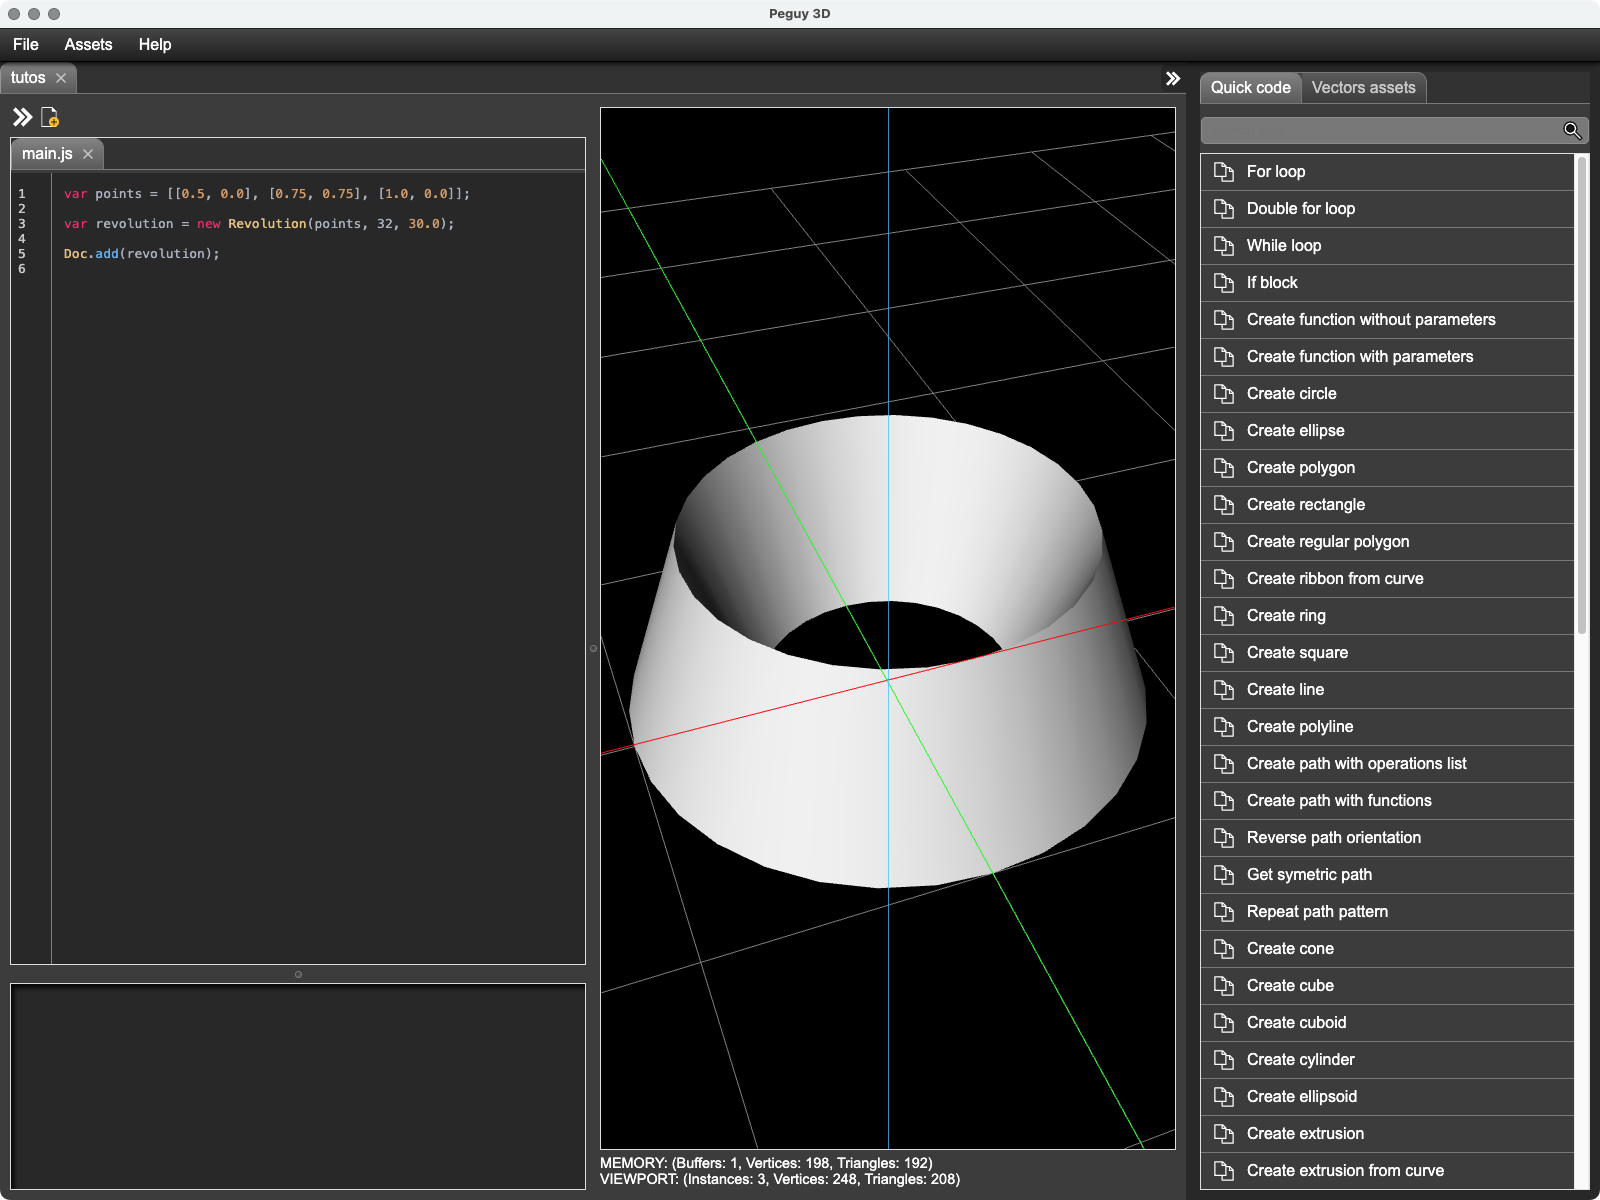 Peguy 3D
File Assets Help
tutos
main.js
1 var points = [[0.5, 0.0], [0.75, 0.75], [1.0, 0.0]];
2
3 var revolution = new Revolution(points, 32, 30.0);
4
5 Doc.add(revolution);
6
MEMORY: (Buffers: 1, Vertices: 198, Triangles: 192)
VIEWPORT: (Instances: 3, Vertices: 248, Triangles: 208)
Quick code Vectors assets
For loop
Double for loop
While loop
If block
Create function without parameters
Create function with parameters
Create circle
Create ellipse
Create polygon
Create rectangle
Create regular polygon
Create ribbon from curve
Create ring
Create square
Create line
Create polyline
Create path with operations list
Create path with functions
Reverse path orientation
Get symetric path
Repeat path pattern
Create cone
Create cube
Create cuboid
Create cylinder
Create ellipsoid
Create extrusion
Create extrusion from curve